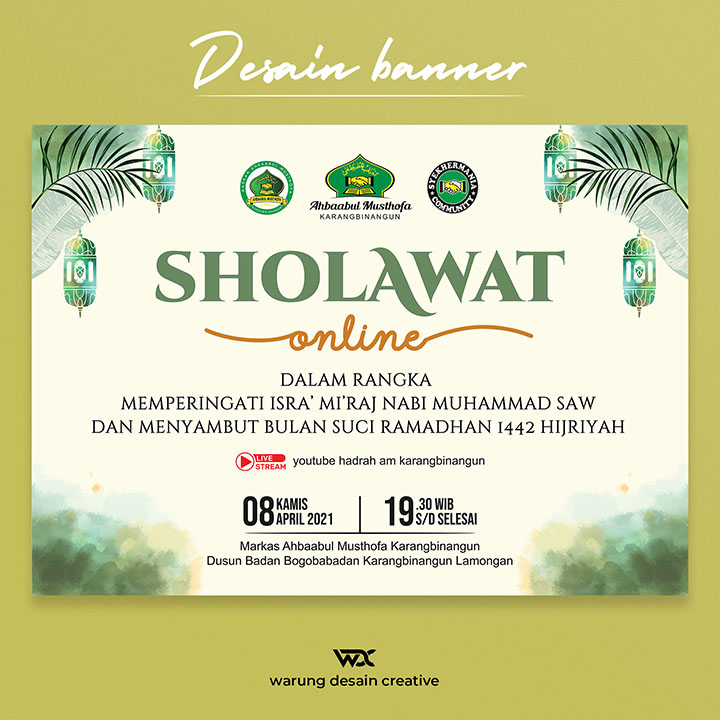 Desain banner
AHBAABUL MUSTHOFA
Ahbaabul Musthofa
KARANGBINANGUN
SYEKHERMANIA
COMMUNITY
SHOLAWAT
online
DALAM RANGKA
MEMPERINGATI ISRA' MI'RAJ NABI MUHAMMAD SAW
DAN MENYAMBUT BULAN SUCI RAMADHAN 1442 HIJRIYAH
LIVE
STREAM
youtube hadrah am karangbinangun
08 KAMIS
APRIL 2021
19 .30 WIB
S/D SELESAI
Markas Ahbaabul Musthofa Karangbinangun
Dusun Badan Bogobabadan Karangbinangun Lamongan
warung desain creative